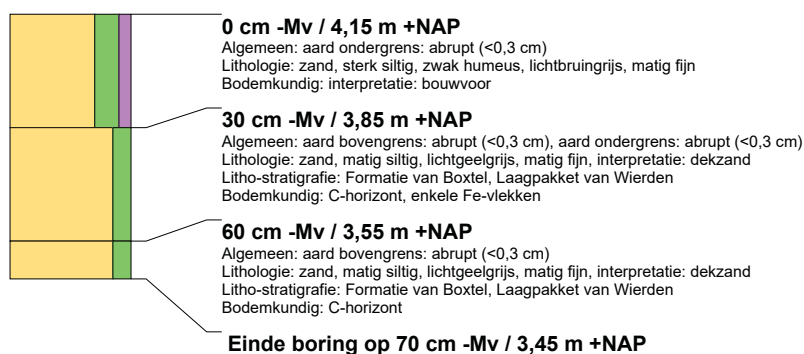 0 cm -Mv / 4,15 m +NAP
Algemeen: aard ondergrens: abrupt (<0,3 cm)
Lithologie: zand, sterk siltig, zwak humeus, lichtbruingrijs, matig fijn
Bodemkundig: interpretatie: bouwvoor
30 cm -Mv / 3,85 m +NAP
Algemeen: aard bovengrens: abrupt (<0,3 cm), aard ondergrens: abrupt (<0,3 cm)
Lithologie: zand, matig siltig, lichtgeelgrijs, matig fijn, interpretatie: dekzand
Litho-stratigrafie: Formatie van Boxtel, Laagpakket van Wierden
Bodemkundig: C-horizont, enkele Fe-vlekken
60 cm -Mv / 3,55 m +NAP
Algemeen: aard bovengrens: abrupt (<0,3 cm)
Lithologie: zand, matig siltig, lichtgeelgrijs, matig fijn, interpretatie: dekzand
Litho-stratigrafie: Formatie van Boxtel, Laagpakket van Wierden
Bodemkundig: C-horizont
Einde boring op 70 cm -Mv / 3,45 m +NAP